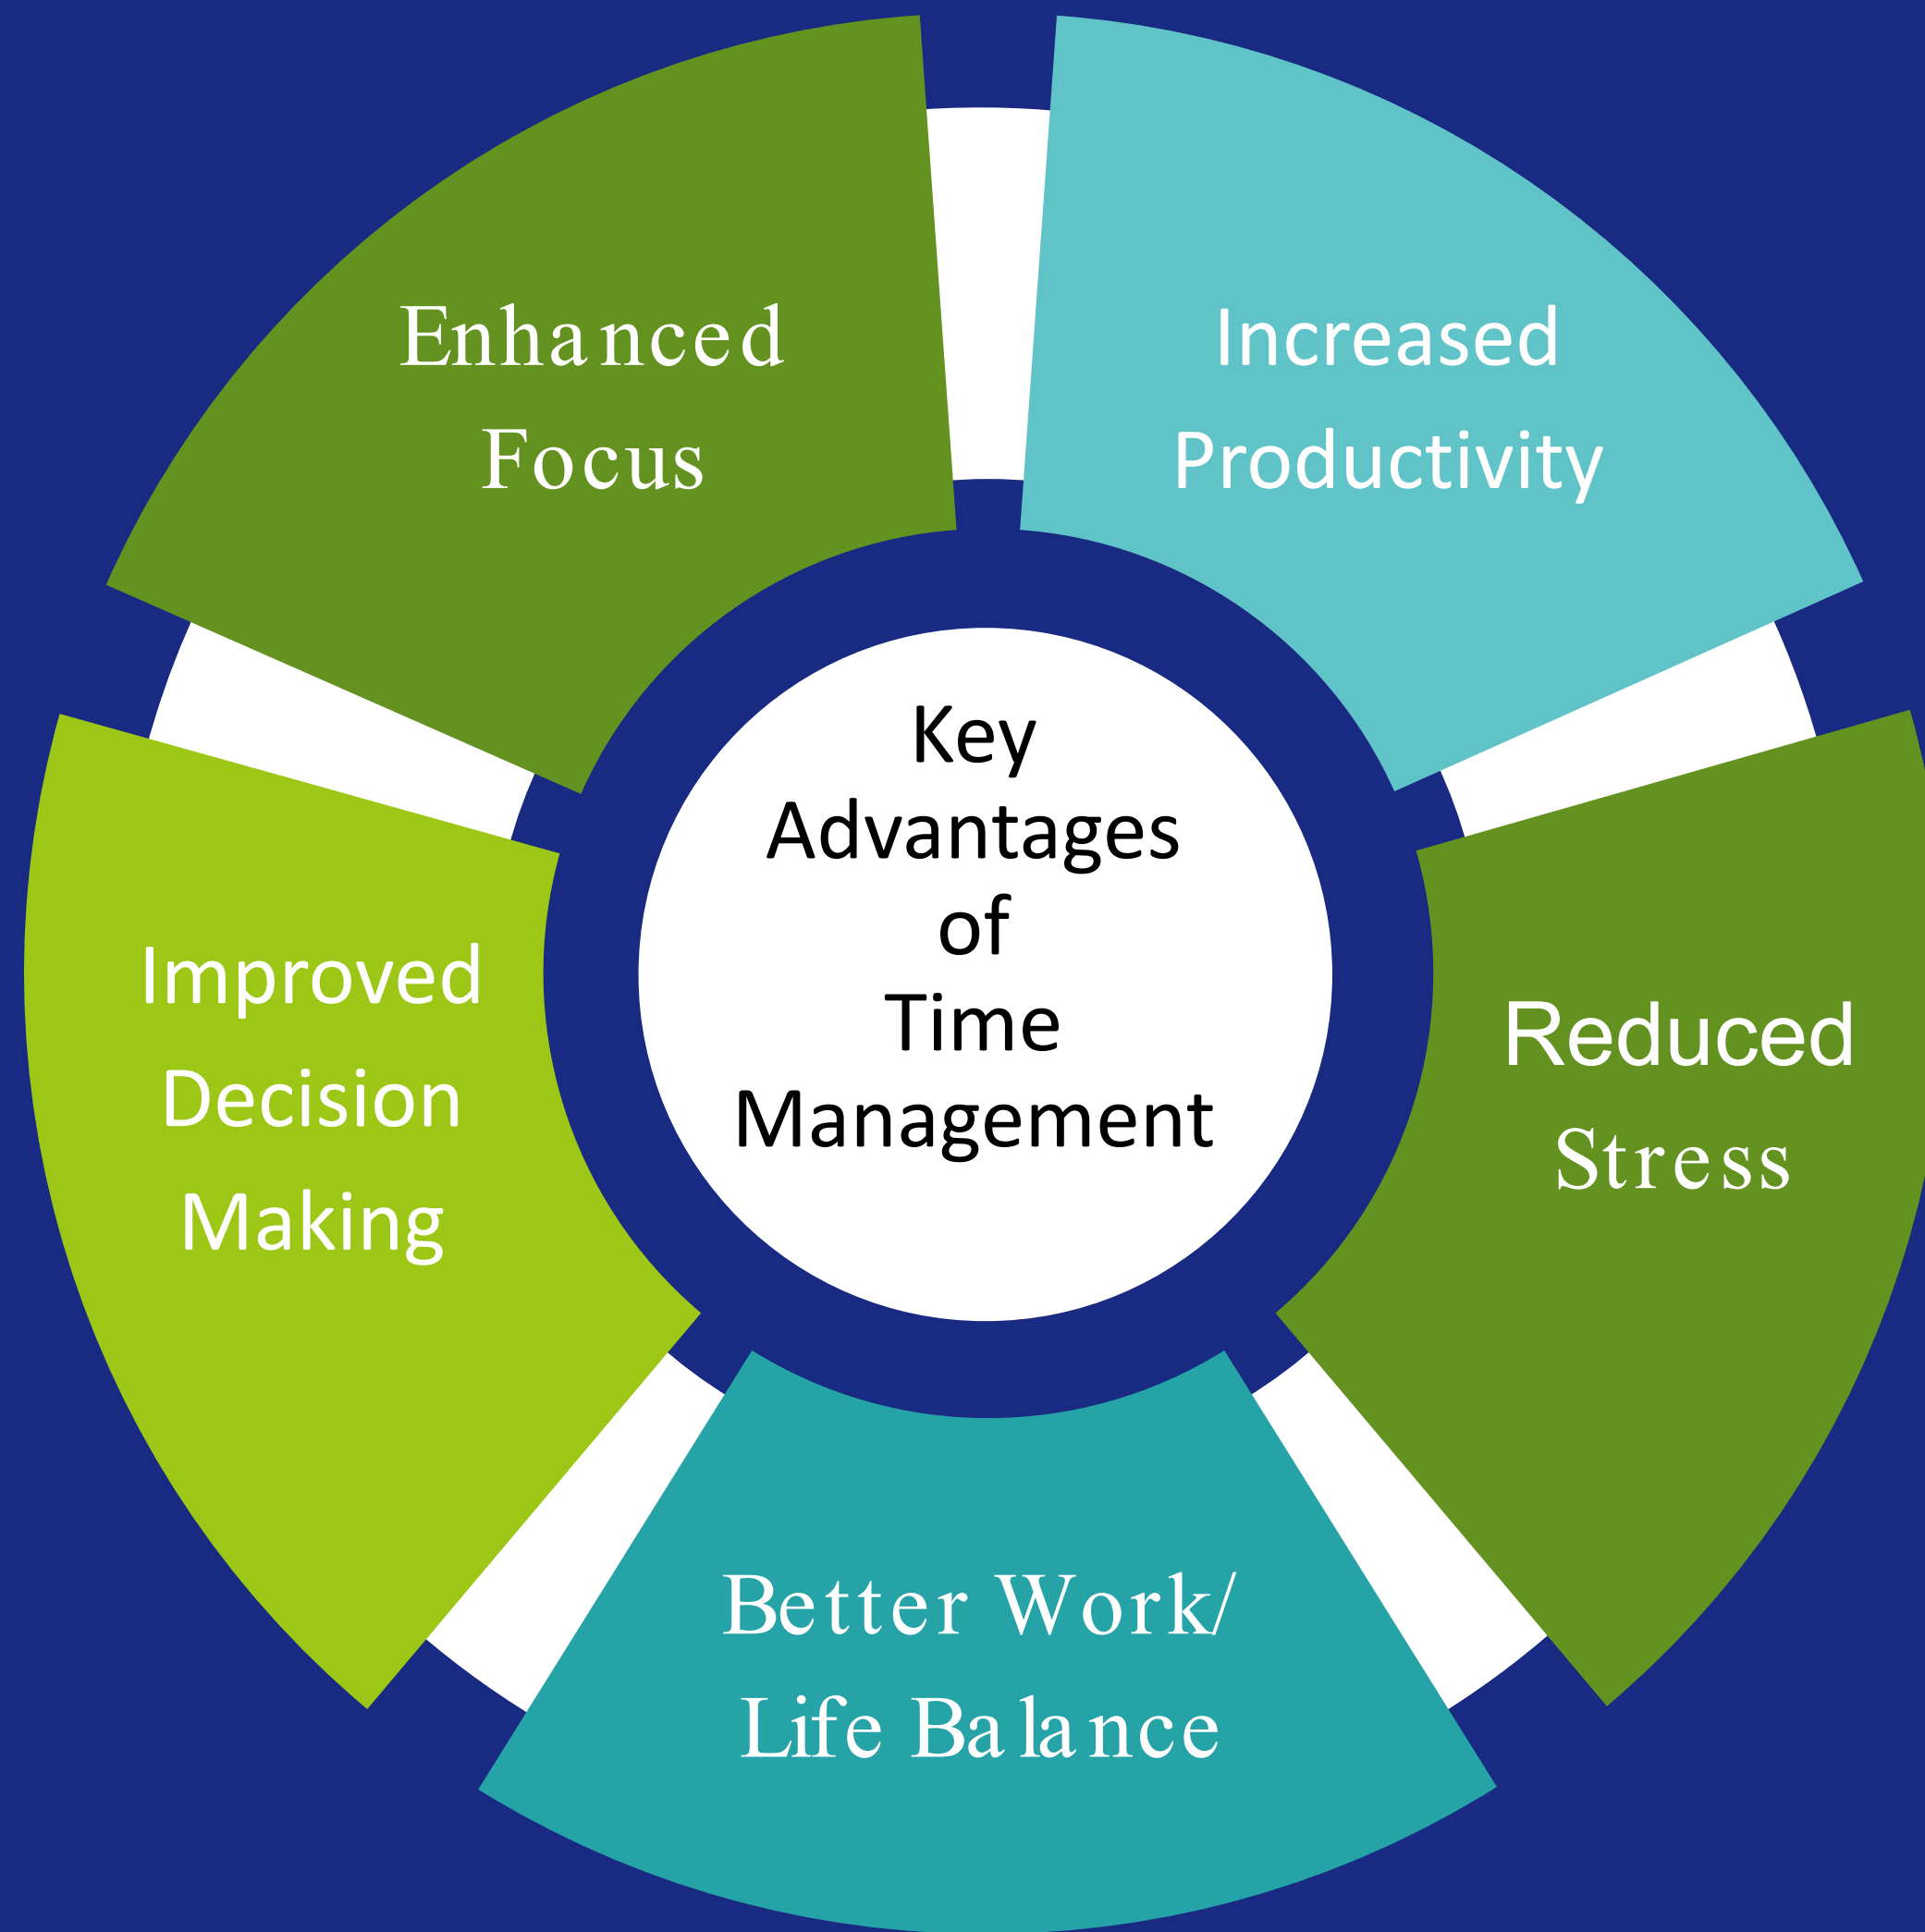 Enhanced
Focus
Increased
Productivity
Key
Advantages
of
Time
Management
Improved
Decision
Making
Reduced
Stress
Better Work/
Life Balance